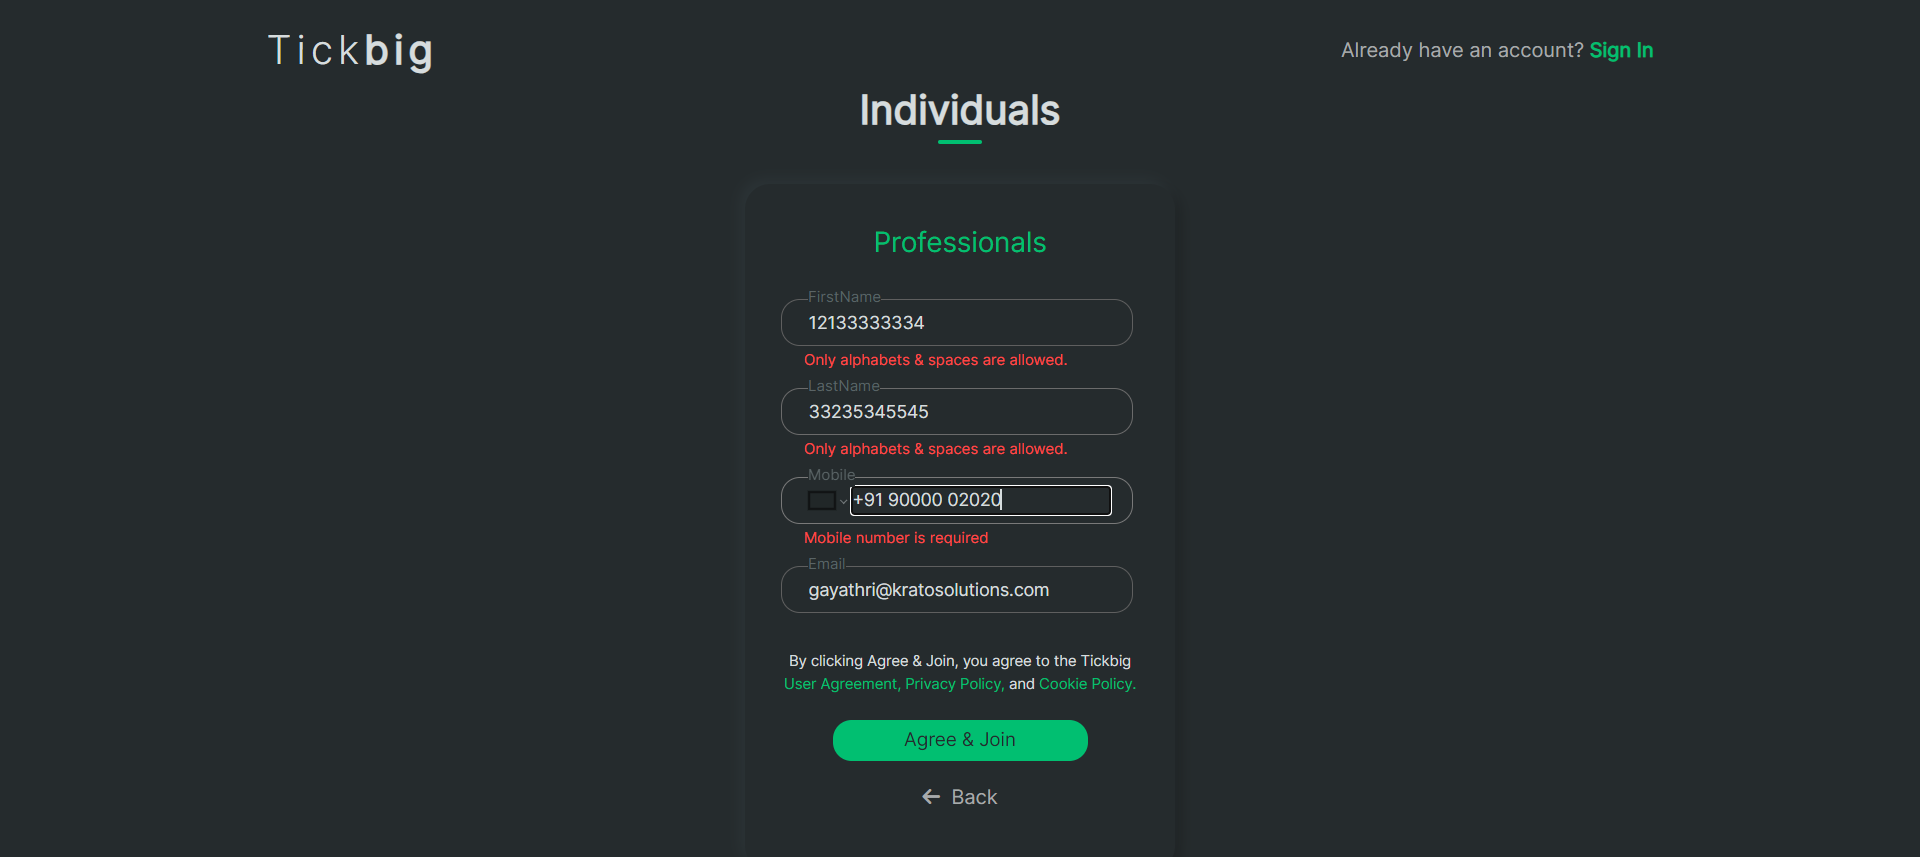 Tickbig
Already have an account? Sign In
Individuals
Professionals
FirstName
12133333334
Only alphabets & spaces are allowed.
LastName
33235345545
Only alphabets & spaces are allowed.
Mobile
+91 90000 02020
Mobile number is required
Email
gayathri@kratosolutions.com
By clicking Agree & Join, you agree to the Tickbig
User Agreement, Privacy Policy, and Cookie Policy.
Agree & Join
Back